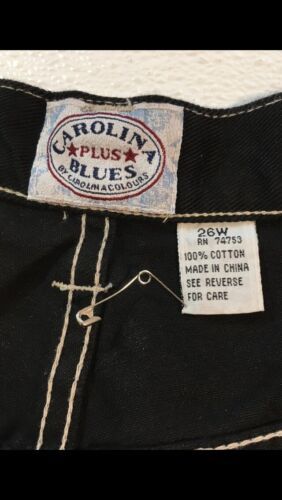 CAROLINA
★PLUS★
BLUES
BY CAROLINA COLOURS
26W
RN 74753
100% COTTON
MADE IN CHINA
SEE REVERSE
FOR CARE